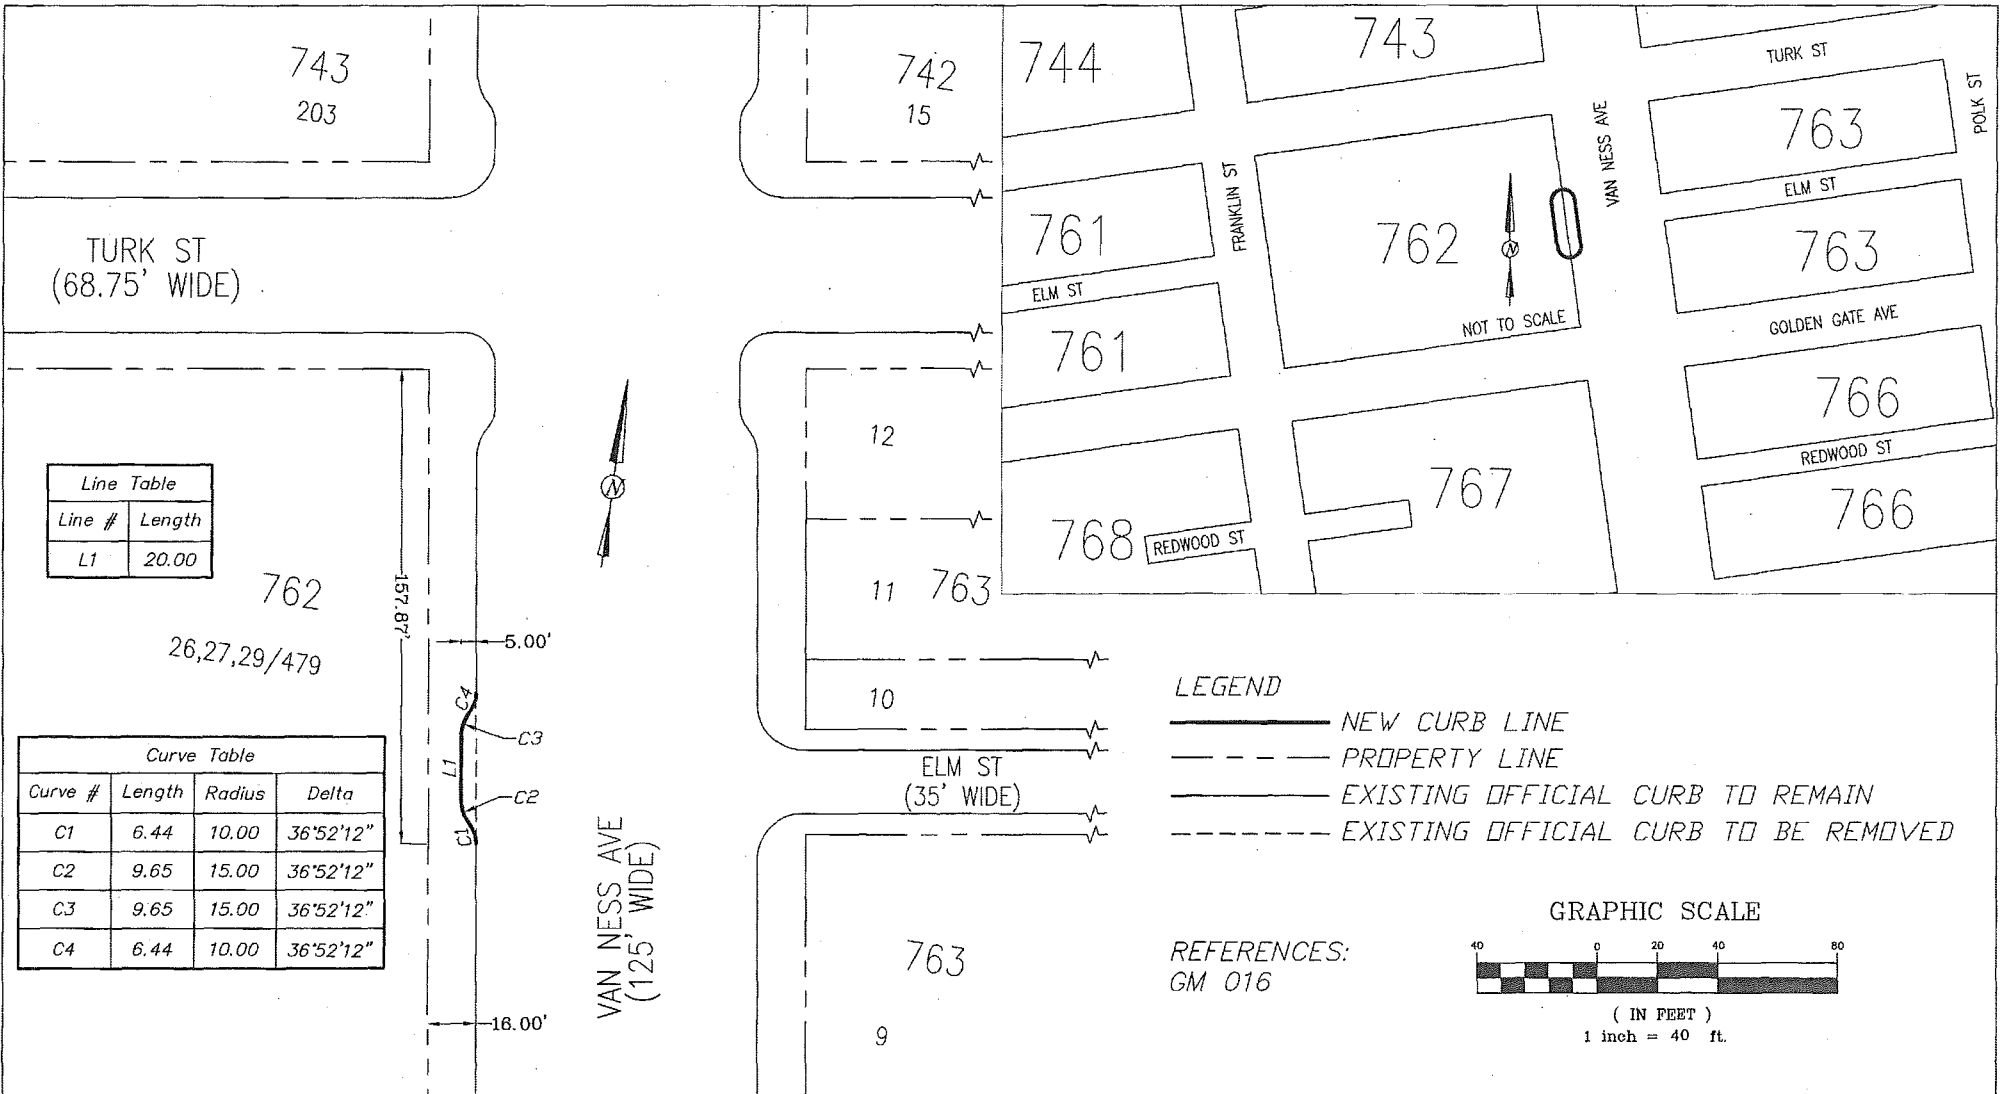 743
203
742
15
TURK ST
(68.75' WIDE)
12
11
763
10
Line Table
Line # Length
L1 20.00
762
26,27,29/479
157.87'
5.00'
C4
C3
L1
C2
C1
N
Curve Table
Curve # Length Radius Delta
C1 6.44 10.00 36°52'12"
C2 9.65 15.00 36°52'12"
C3 9.65 15.00 36°52'12"
C4 6.44 10.00 36°52'12"
16.00'
VAN NESS AVE
(125' WIDE)
ELM ST
(35' WIDE)
763
9
744
743
TURK ST
POLK ST
763
VAN NESS AVE
ELM ST
FRANKLIN ST
761
762
N
763
ELM ST
NOT TO SCALE
GOLDEN GATE AVE
761
766
REDWOOD ST
767
768
REDWOOD ST
766
LEGEND
NEW CURB LINE
PROPERTY LINE
EXISTING OFFICIAL CURB TO REMAIN
EXISTING OFFICIAL CURB TO BE REMOVED
REFERENCES:
GM 016
GRAPHIC SCALE
40 0 20 40 80
( IN FEET )
1 inch = 40 ft.